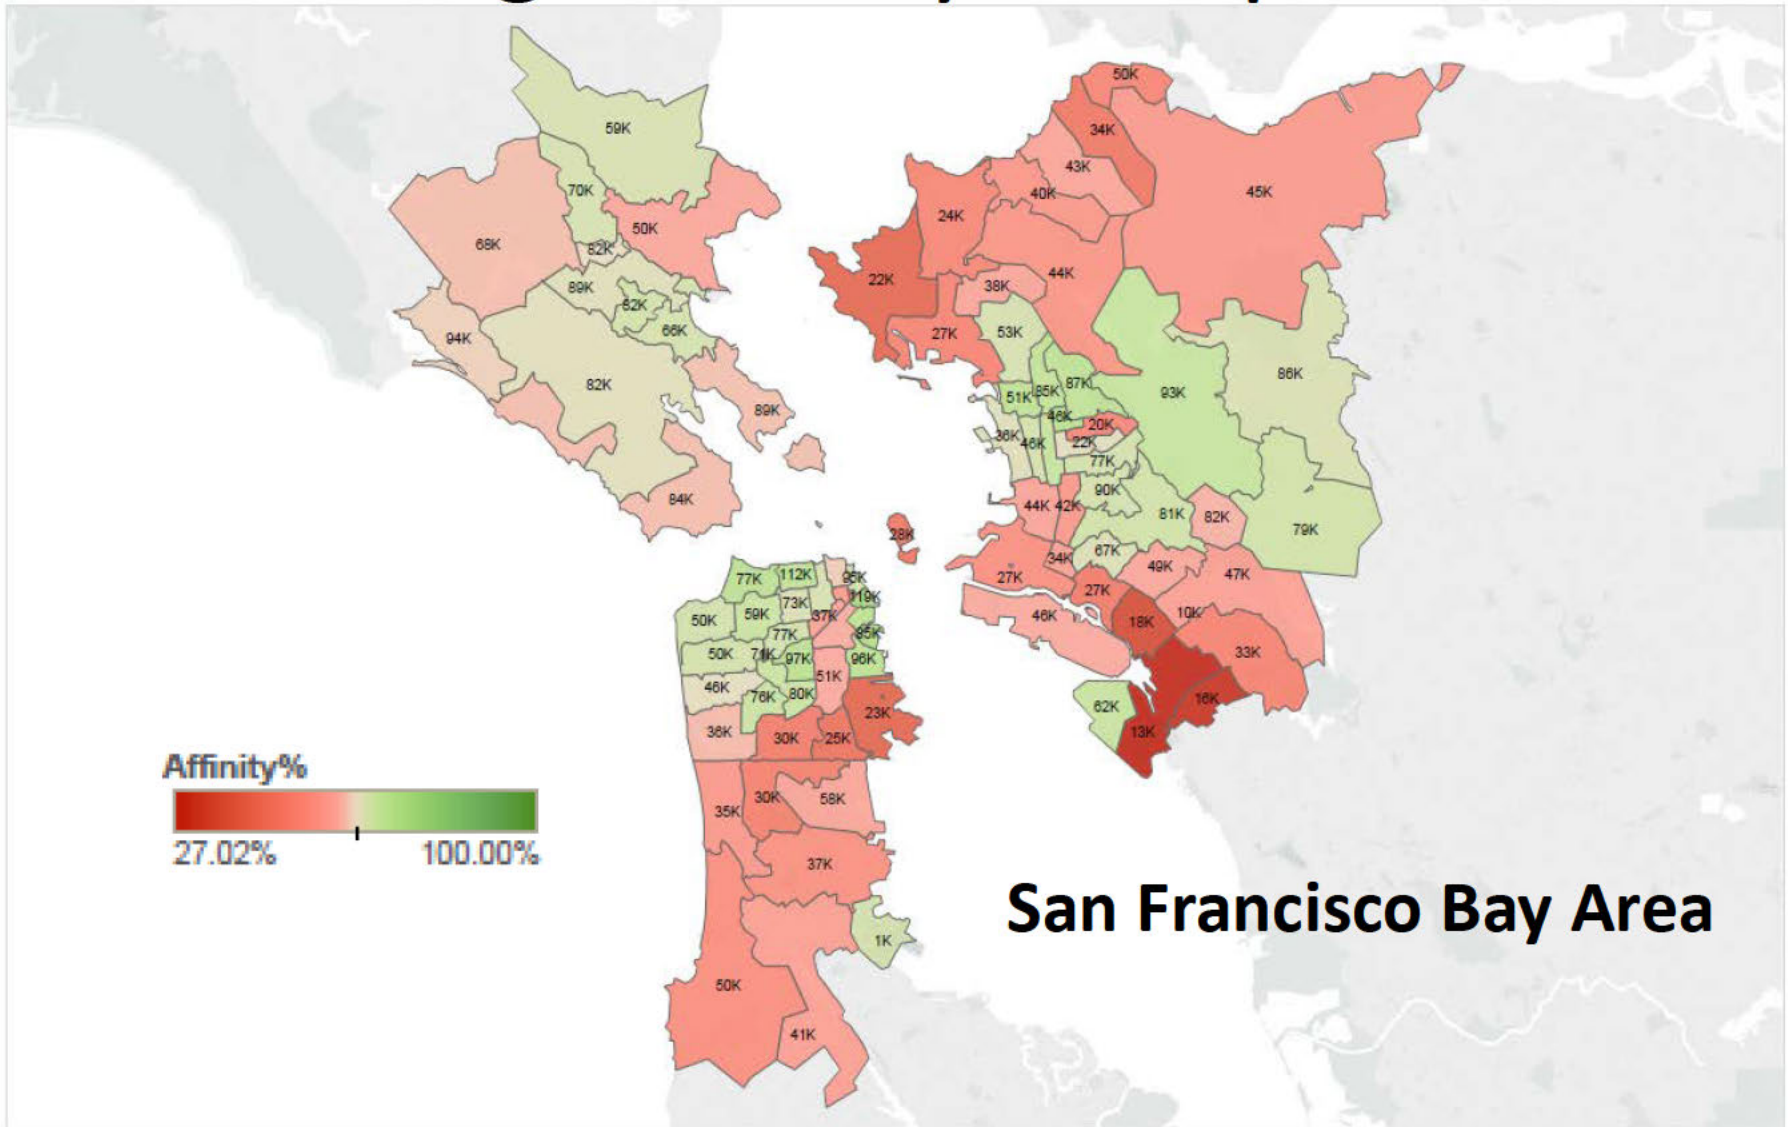 50K
59K
34K
43K
70K
40K
45K
24K
50K
68K
82K
44K
22K
89K
38K
82K
66K
94K
27K
53K
86K
82K
87K
85K
93K
51K
89K
46K
20K
36K
46K
22K
77K
84K
90K
44K
42K
81K
82K
79K
28K
67K
34K
49K
47K
77K
112K
95K
27K
27K
119K
73K
59K
37K
46K
10K
50K
18K
77K
85K
50K
71K
97K
96K
33K
51K
46K
76K
80K
16K
62K
23K
36K
30K
25K
13K
Affinity%
30K
58K
35K
27.02%
100.00%
37K
San Francisco Bay Area
1K
50K
41K